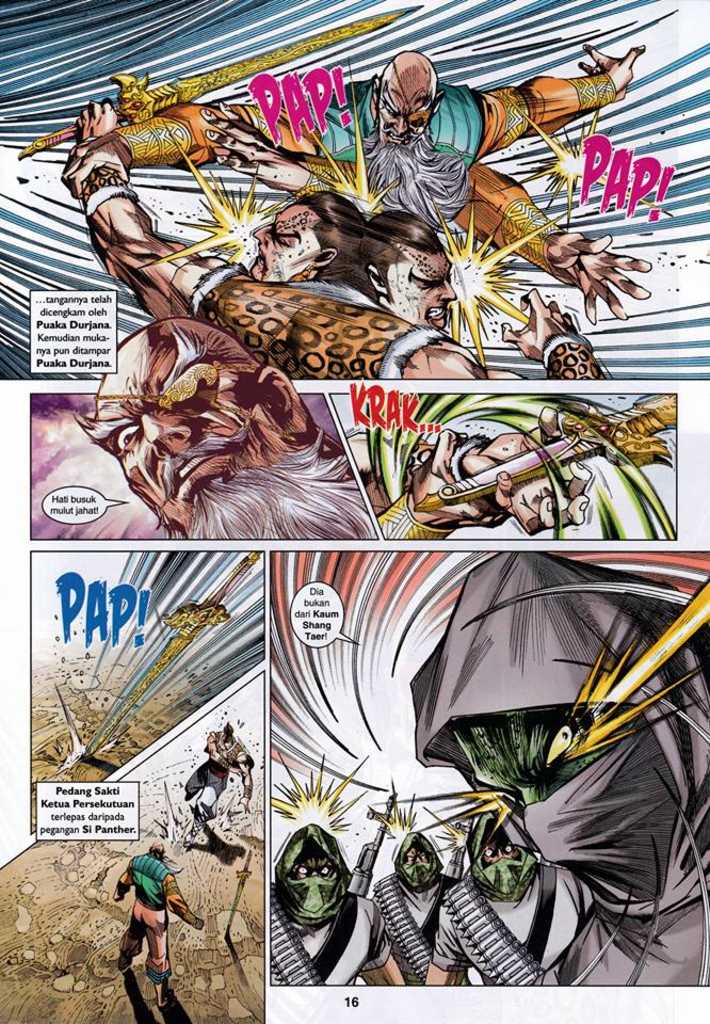 PAP!
PAP!
...tangannya telah
dicengkam oleh
Puaka Durjana.
Kemudian muka-
nya pun ditampar
Puaka Durjana.
Hati busuk
mulut jahat!
KRAK...
PAP!
Pedang Sakti
Ketua Persekutuan
terlepas daripada
pegangan Si Panther.
Dia
bukan
dari Kaum
Shang
Taer!
16